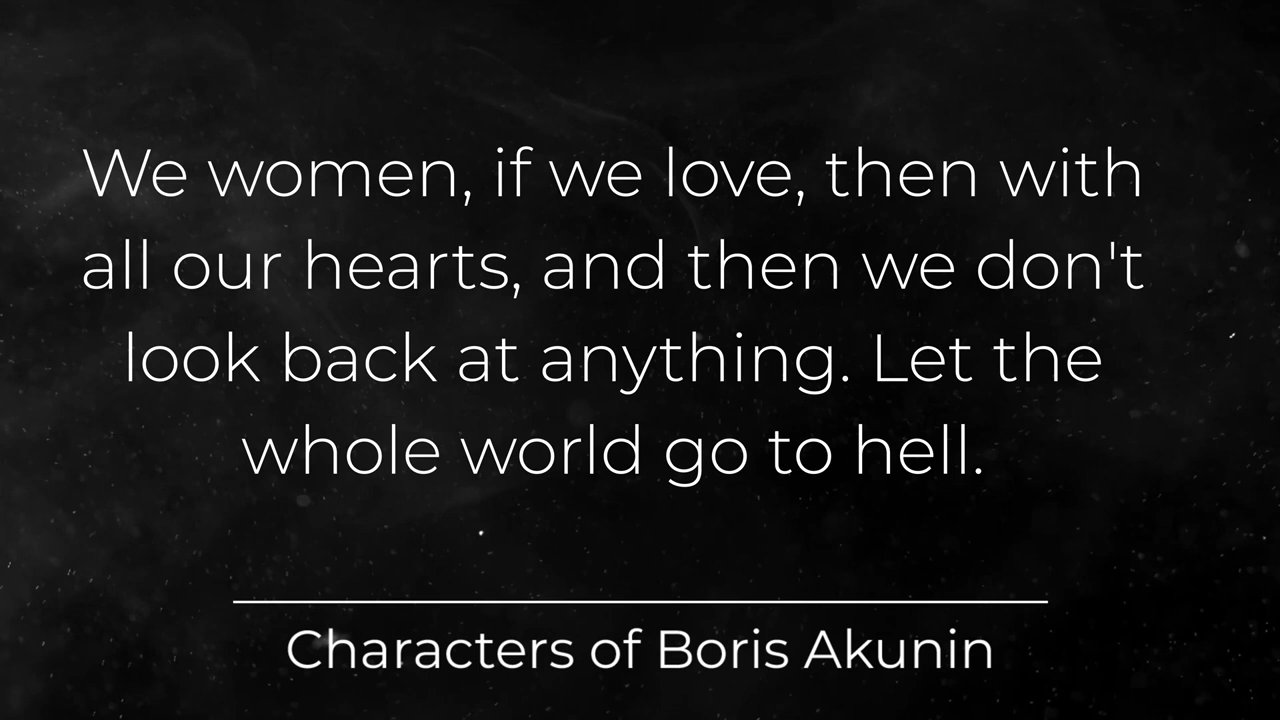 We women, if we love, then with
all our hearts, and then we don't
look back at anything. Let the
whole world go to hell.
Characters of Boris Akunin